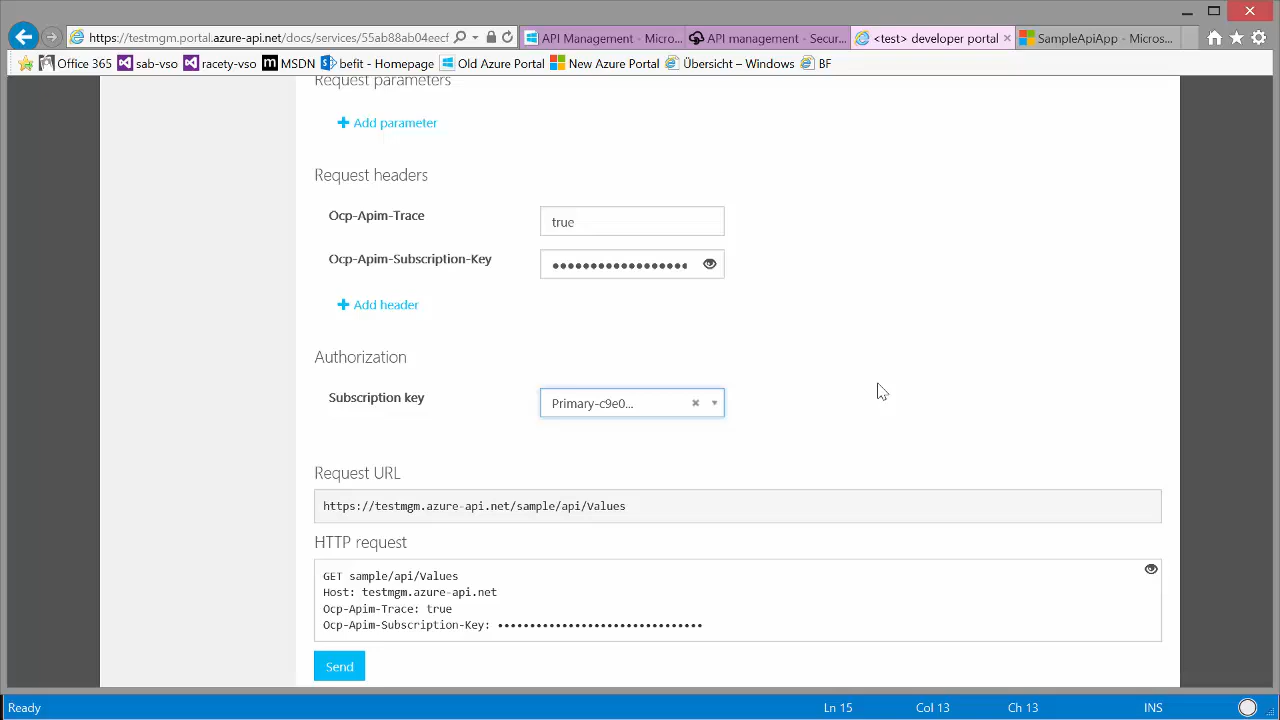 https://testmgm.portal.azure-api.net/docs/services/55ab88ab04eecf
API Management - Micro...
API management - Secur...
<test> developer portal
SampleApiApp - Microsoft...
Office 365
sab-vso
racety-vso
MSDN
befit - Homepage
Old Azure Portal
New Azure Portal
Übersicht – Windows
BF
Request parameters
Add parameter
Request headers
Ocp-Apim-Trace
true
Ocp-Apim-Subscription-Key
••••••••••••••••••
Add header
Authorization
Subscription key
Primary-c9e0...
Request URL
https://testmgm.azure-api.net/sample/api/Values
HTTP request
GET sample/api/Values
Host: testmgm.azure-api.net
Ocp-Apim-Trace: true
Ocp-Apim-Subscription-Key: ••••••••••••••••••••••••••••••••
Send
Ready
Ln 15
Col 13
Ch 13
INS